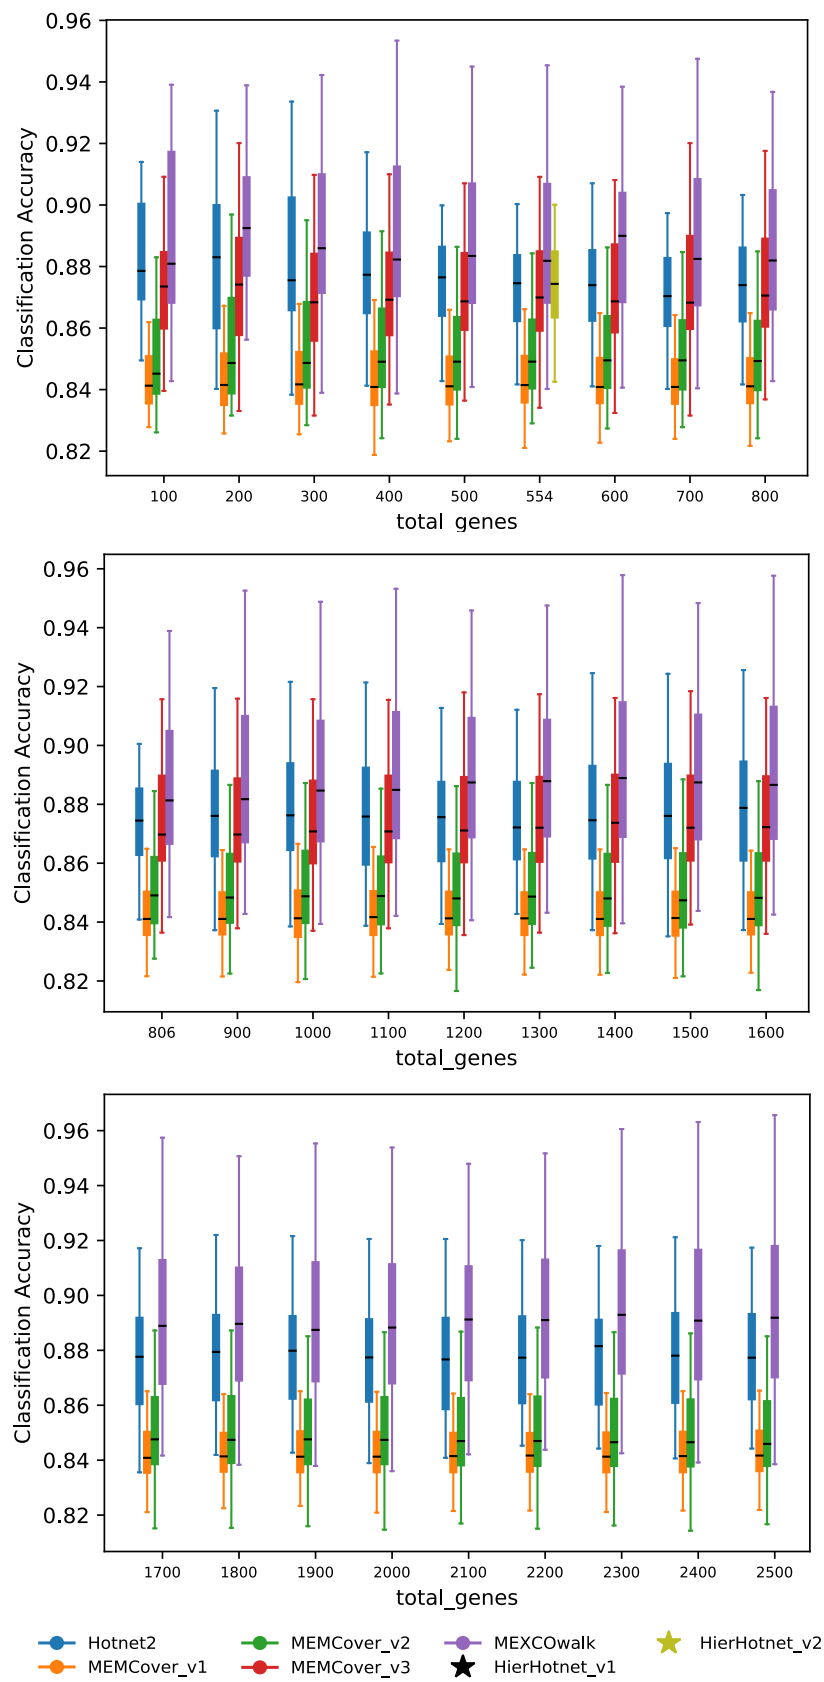 0.96
0.94
0.92
0.90
0.88
0.86
0.84
0.82
Classification Accuracy
100 200 300 400 500 554 600 700 800
total_genes
0.96
0.94
0.92
0.90
0.88
0.86
0.84
0.82
Classification Accuracy
806 900 1000 1100 1200 1300 1400 1500 1600
total_genes
0.96
0.94
0.92
0.90
0.88
0.86
0.84
0.82
Classification Accuracy
1700 1800 1900 2000 2100 2200 2300 2400 2500
total_genes
Hotnet2 MEMCover_v2 MEXCOwalk HierHotnet_v2
MEMCover_v1 MEMCover_v3 HierHotnet_v1